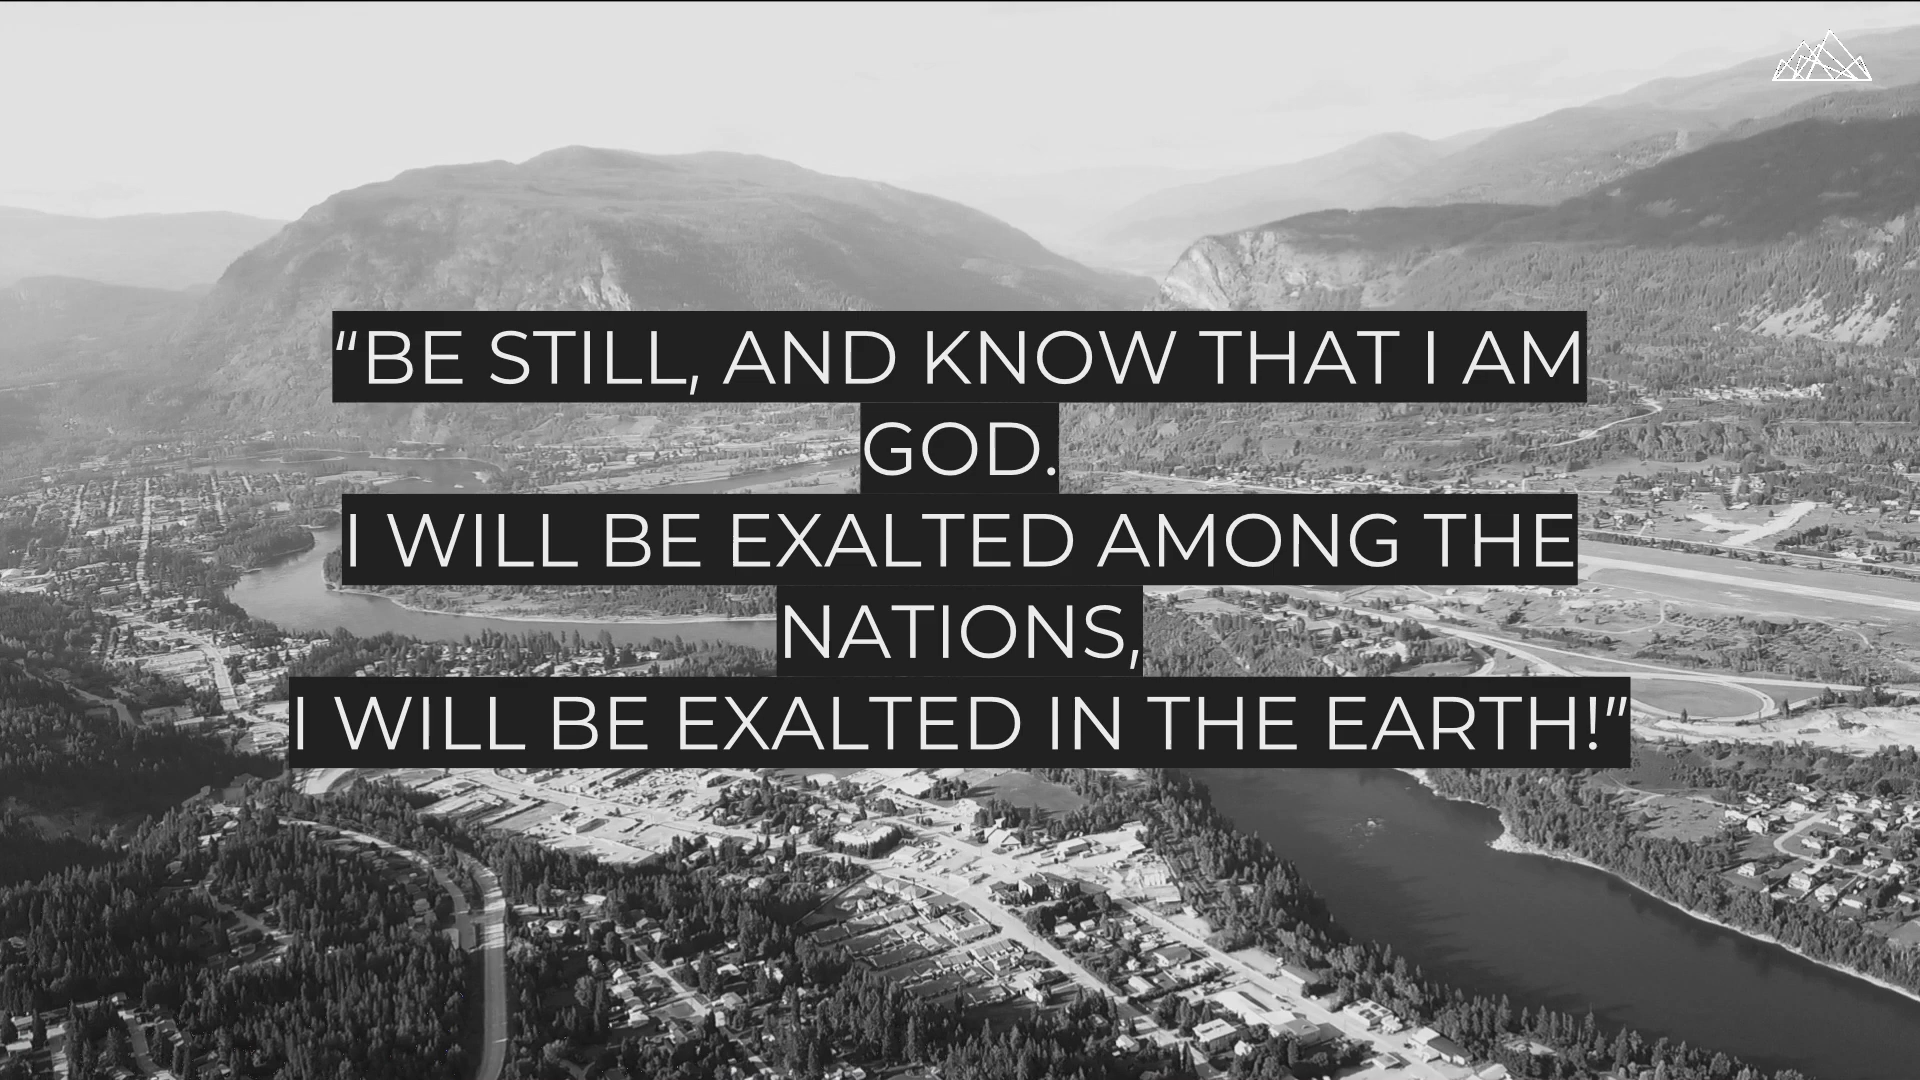 “BE STILL, AND KNOW THAT I AM
GOD.
I WILL BE EXALTED AMONG THE
NATIONS,
I WILL BE EXALTED IN THE EARTH!”